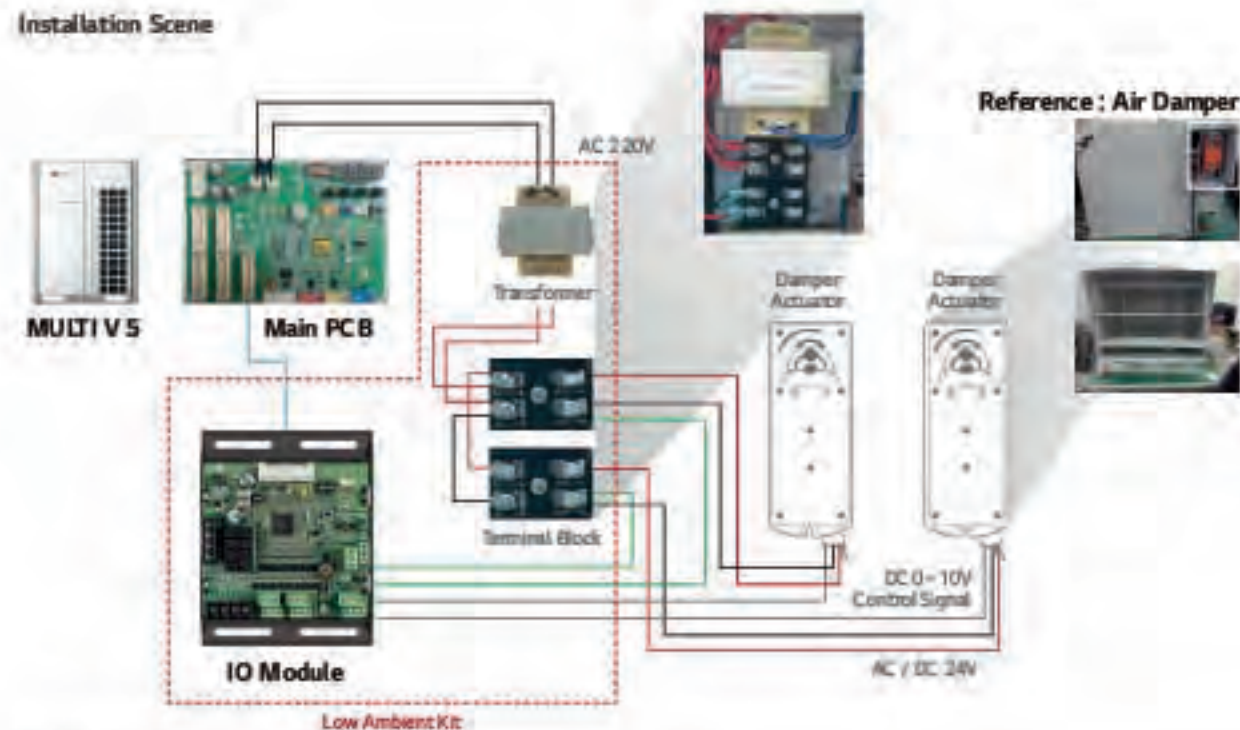 Installation Scene
Reference : Air Damper
AC 220V
MULTI V 5
Main PCB
Transformer
Damper
Actuator
Damper
Actuator
Terminal Block
DC 0 ~ 10V
Control Signal
AC / DC 24V
IO Module
Low Ambient Kit